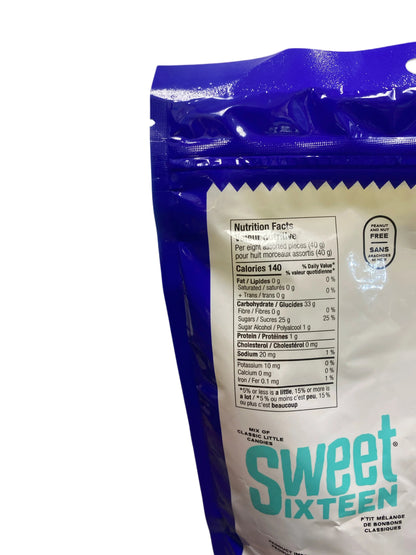 Nutrition Facts
Valeur nutritive
Per eight assorted pieces (40 g)
pour huit morceaux assortis (40 g)
Calories 140
% Daily Value*
% valeur quotidienne*
Fat / Lipides 0 g 0 %
Saturated / saturés 0 g
+ Trans / trans 0 g 0 %
Carbohydrate / Glucides 33 g
Fibre / Fibres 0 g 0 %
Sugars / Sucres 25 g 25 %
Sugar Alcohol / Polyalcool 1 g
Protein / Protéines 1 g
Cholesterol / Cholestérol 0 mg
Sodium 20 mg 1 %
Potassium 10 mg 0 %
Calcium 0 mg 0 %
Iron / Fer 0.1 mg 1 %
*5% or less is a little, 15% or more is
a lot / *5 % ou moins c'est peu, 15 %
ou plus c'est beaucoup
PEANUT
AND NUT
FREE
SANS
ARACHIDES
MIX OF
CLASSIC LITTLE
CANDIES
Sweet®
SIXTEEN
P'TIT MÉLANGE
DE BONBONS
CLASSIQUES